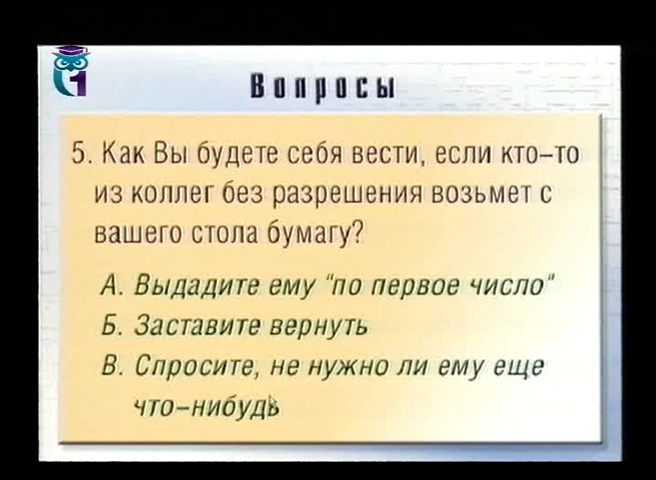 1
Вопросы
5. Как Вы будете себя вести, если кто-то
из коллег без разрешения возьмет с
вашего стола бумагу?
А. Выдадите ему "по первое число"
Б. Заставите вернуть
В. Спросите, не нужно ли ему еще
что-нибудь